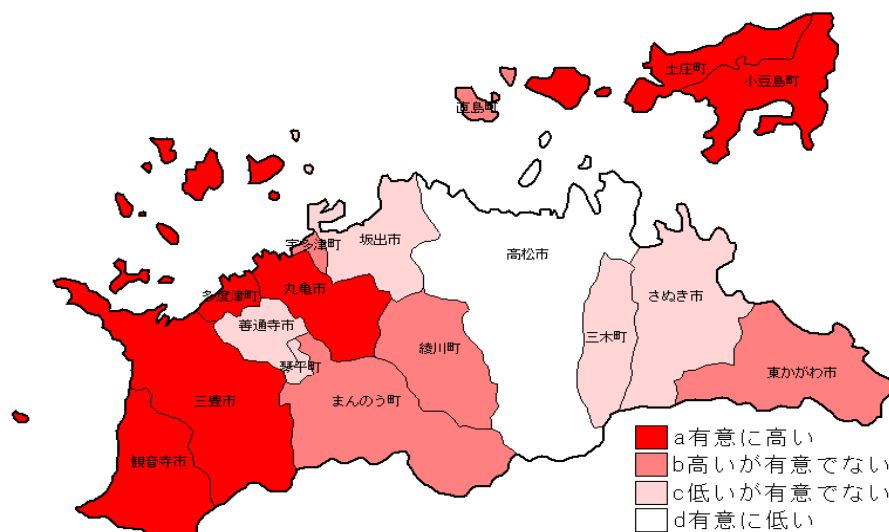 土庄町
小豆島町
直島町
宇多津町
坂出市
高松市
丸亀市
多度津町
さぬき市
善通寺市
三木町
綾川町
琴平町
東かがわ市
三豊市
まんのう町
観音寺市
a有意に高い
b高いが有意でない
c低いが有意でない
d有意に低い